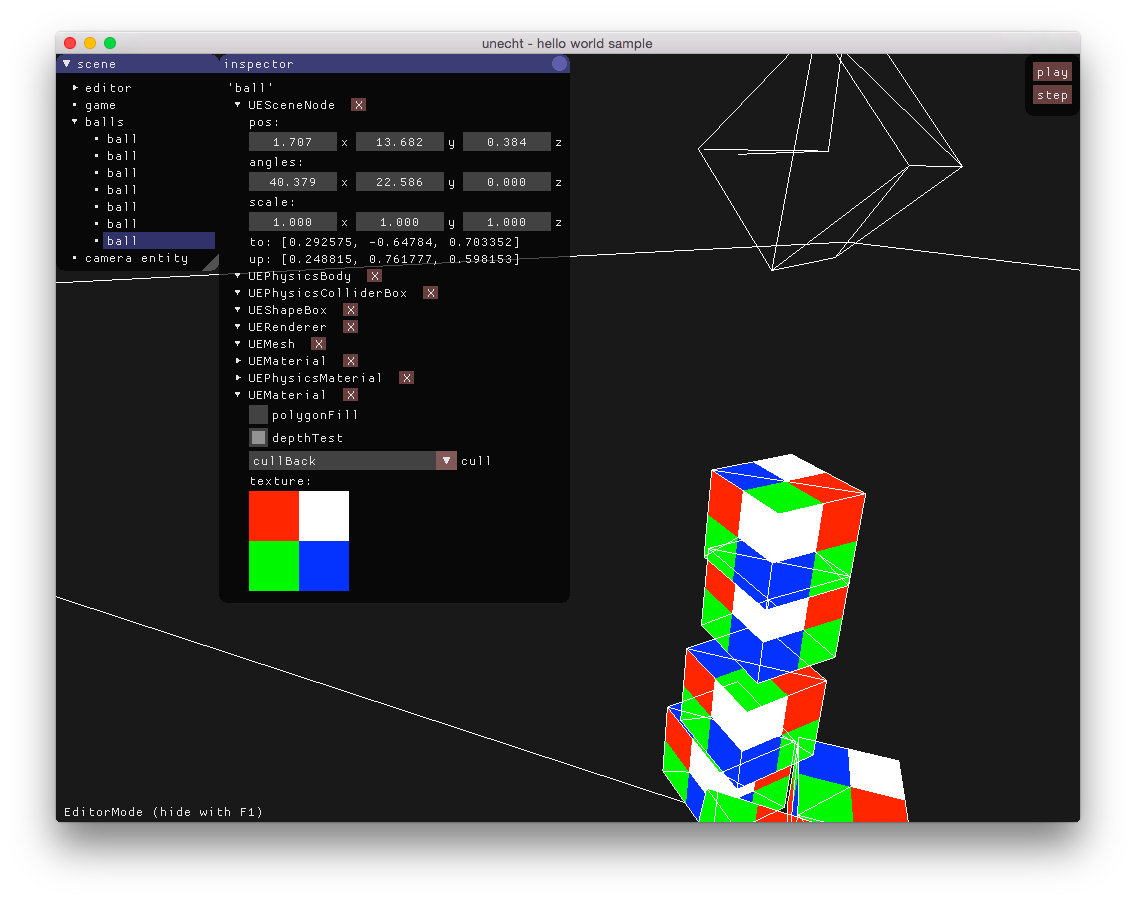 unecht - hello world sample
scene
editor
game
balls
ball
ball
ball
ball
ball
ball
ball
camera entity
inspector
'ball'
UESceneNode X
pos:
1.707 x 13.682 y 0.384 z
angles:
40.379 x 22.586 y 0.000 z
scale:
1.000 x 1.000 y 1.000 z
to: [0.292575, -0.64784, 0.703352]
up: [0.248815, 0.761777, 0.598153]
UEPhysicsBody X
UEPhysicsColliderBox X
UEShapeBox X
UERenderer X
UEMesh X
UEMaterial X
UEPhysicsMaterial X
UEMaterial X
polygonFill
depthTest
cullBack cull
texture:
play
step
EditorMode (hide with F1)